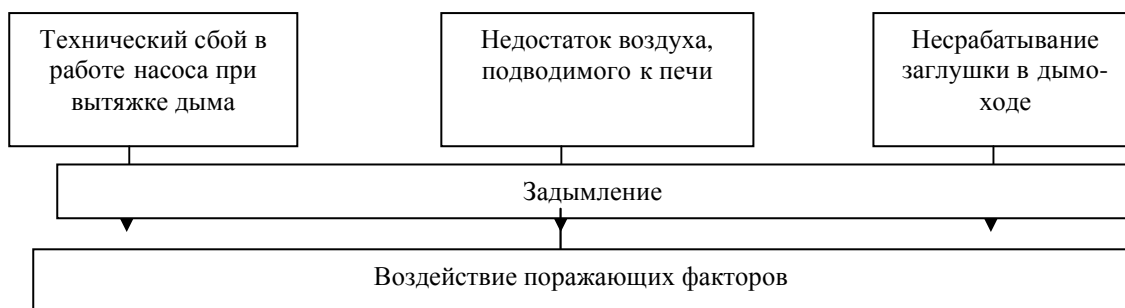 Технический сбой в
работе насоса при
вытяжке дыма
Недостаток воздуха,
подводимого к печи
Несрабатывание
заглушки в дымо-
ходе
Задымление
Воздействие поражающих факторов